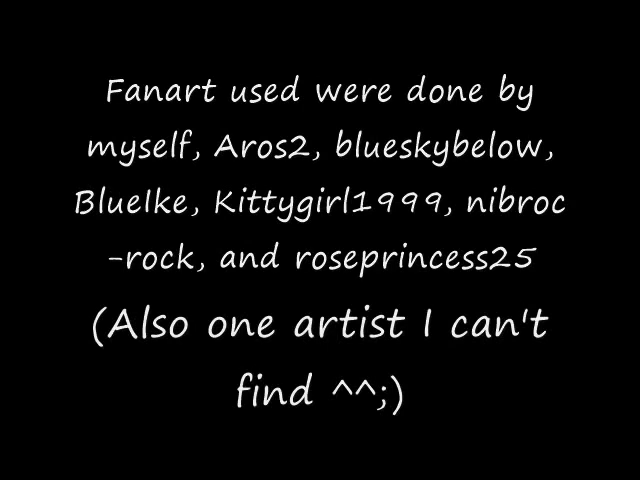 Fanart used were done by
myself, Aros2, blueskybelow,
BlueIke, Kittygirl1999, nibroc
-rock, and roseprincess25
(Also one artist I can't
find ^^;)